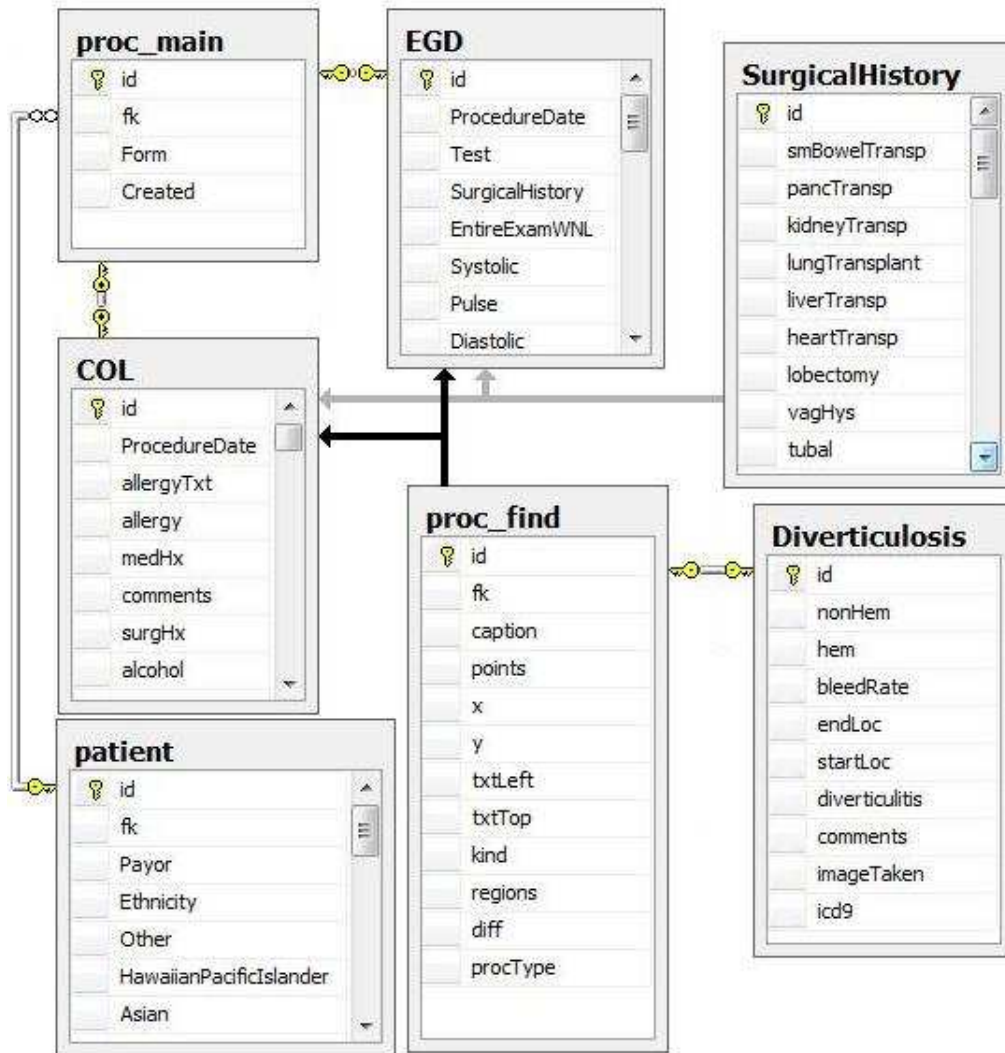 proc_main
id
fk
Form
Created
EGD
id
ProcedureDate
Test
SurgicalHistory
EntireExamWNL
Systolic
Pulse
Diastolic
SurgicalHistory
id
smBowelTransp
pancTransp
kidneyTransp
lungTransplant
liverTransp
heartTransp
lobectomy
vagHys
tubal
COL
id
ProcedureDate
allergyTxt
allergy
medHx
comments
surgHx
alcohol
proc_find
id
fk
caption
points
x
y
txtLeft
txtTop
kind
regions
diff
procType
Diverticulosis
id
nonHem
hem
bleedRate
endLoc
startLoc
diverticulitis
comments
imageTaken
icd9
patient
id
fk
Payor
Ethnicity
Other
HawaiianPacificIslander
Asian